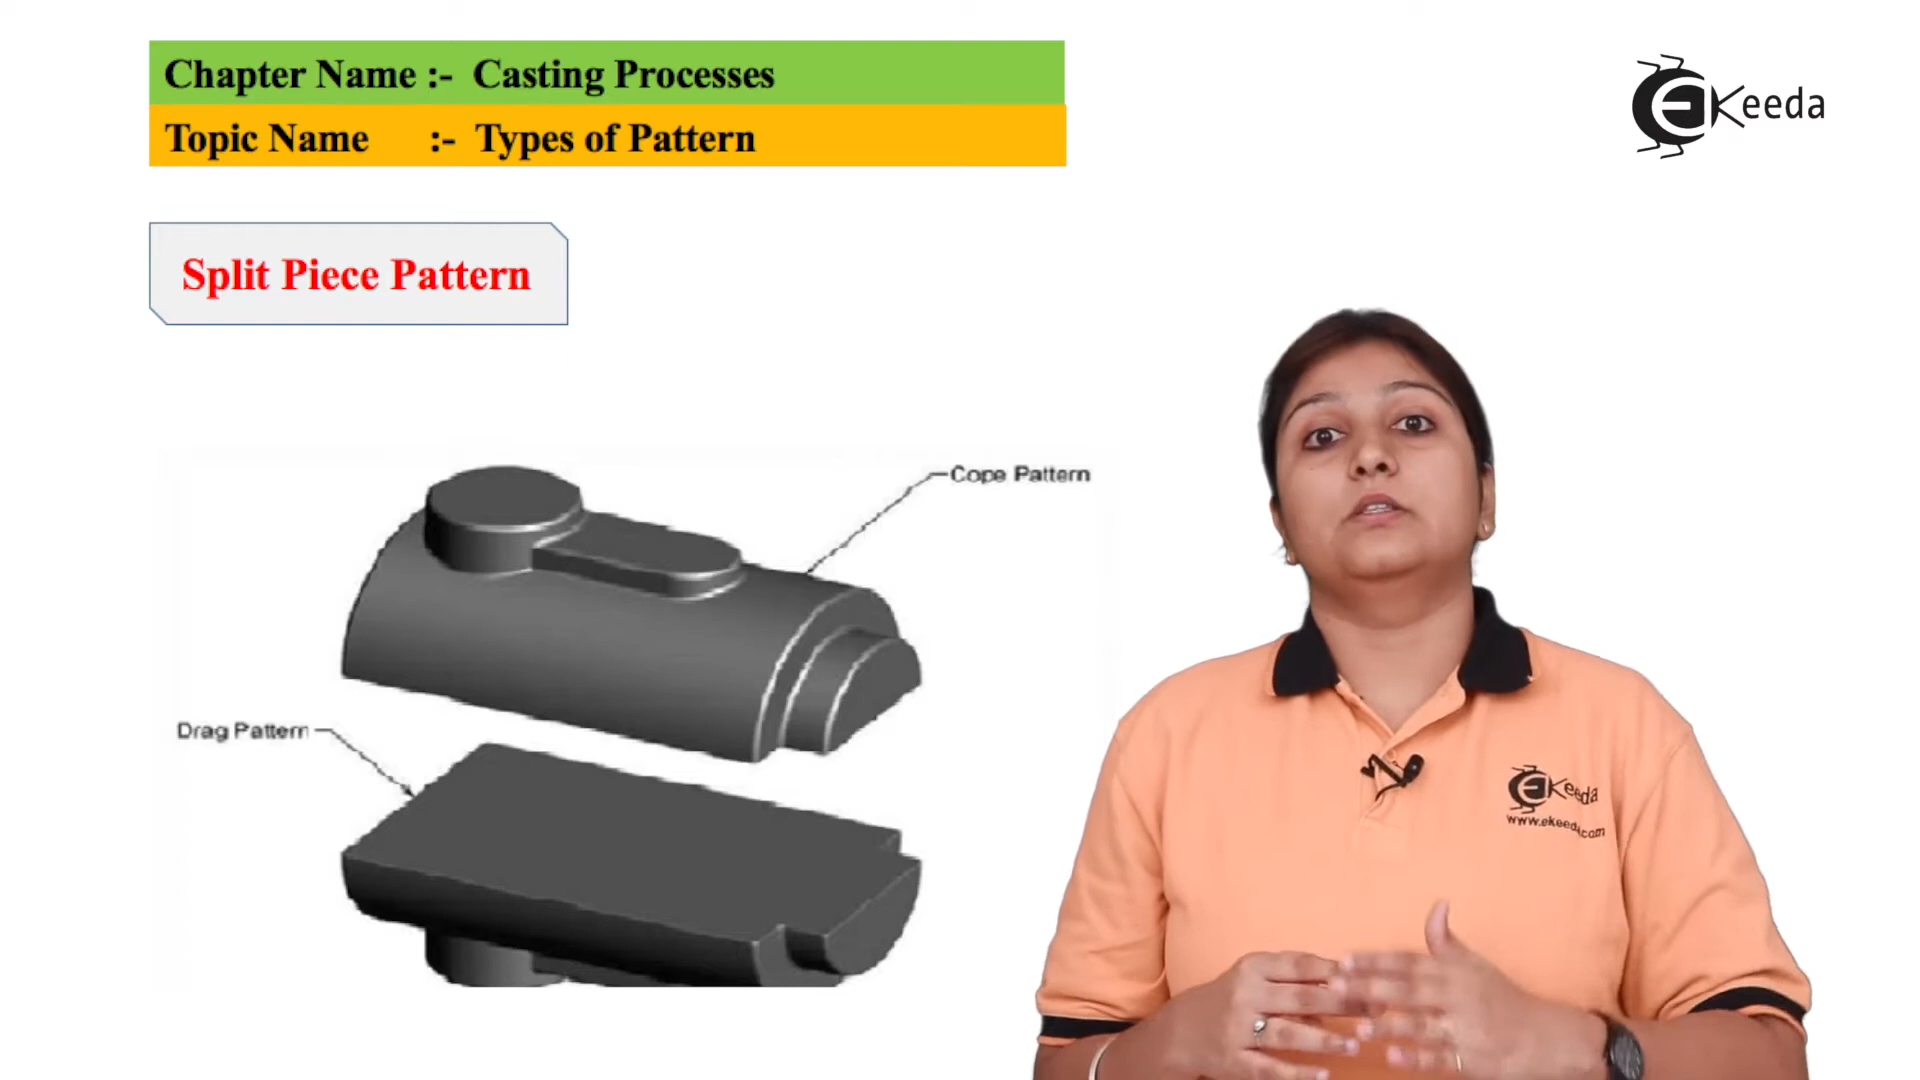 Chapter Name :- Casting Processes
Topic Name :- Types of Pattern
EKeeda
Split Piece Pattern
Cope Pattern
Drag Pattern
EKeeda
www.ekeeda.com